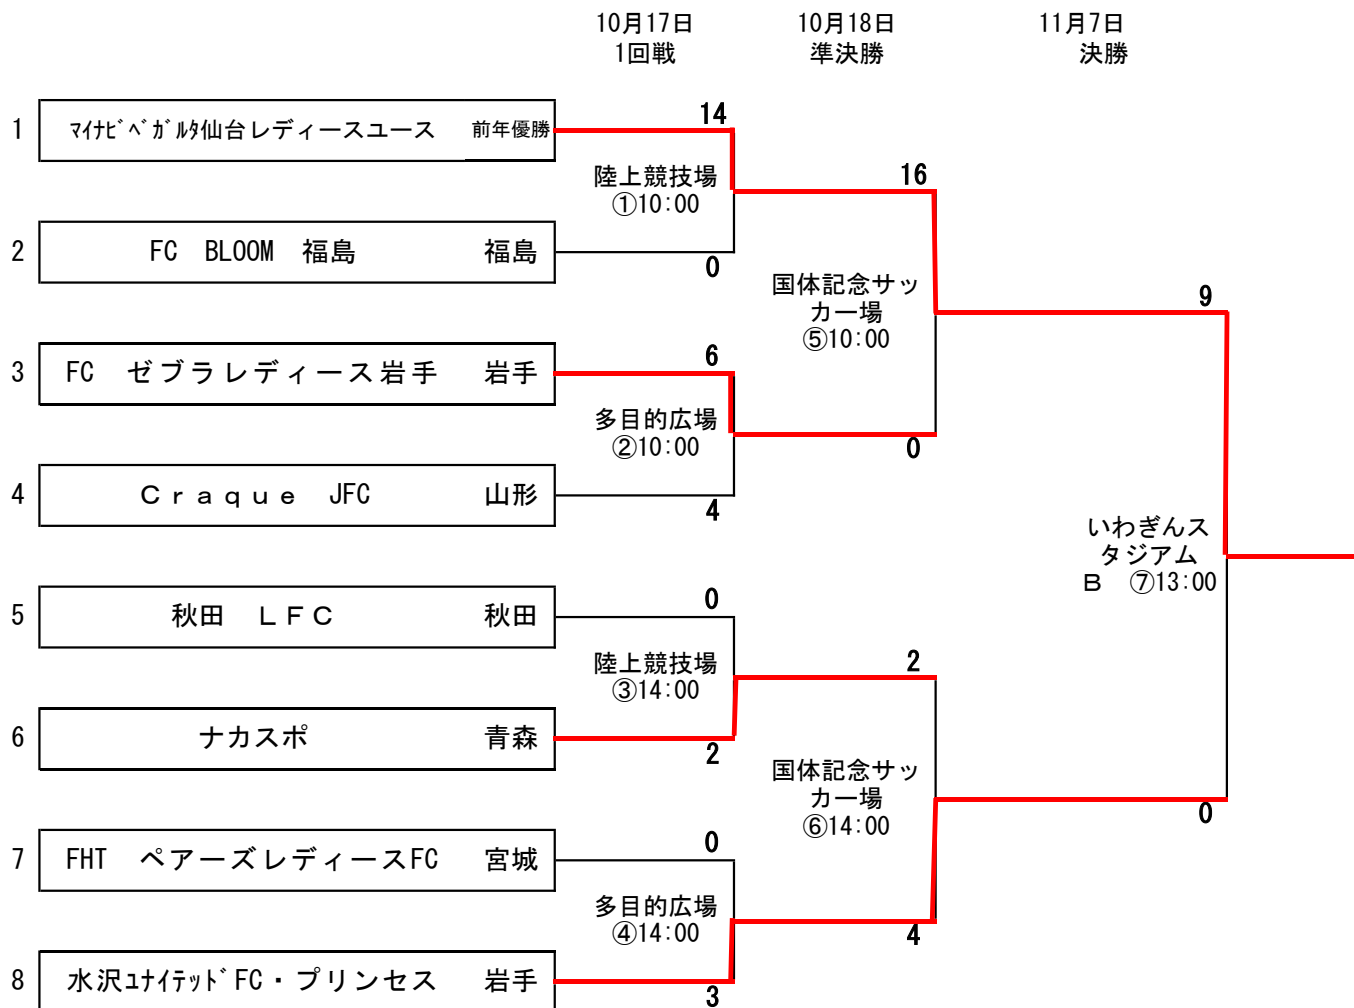 10月17日 10月18日 11月7日
1回戦 準決勝 決勝
14
1 ﾏｲﾅﾋﾞﾍﾞｶﾞﾙﾀ仙台レディースユース 前年優勝
陸上競技場 16
①10:00
2 FC BLOOM 福島 福島
0
国体記念サッ
カー場 9
⑤10:00
6
3 FC ゼブラレディース岩手 岩手
多目的広場
②10:00 0
4 Ｃｒａｑｕｅ JFC 山形
4
いわぎんス
タジアム
Ｂ ⑦13:00
0
5 秋田 ＬＦＣ 秋田
陸上競技場 2
③14:00
6 ナカスポ 青森
2
国体記念サッ
カー場 0
⑥14:00
0
7 FHT ペアーズレディースFC 宮城
多目的広場
④14:00 4
8 水沢ﾕﾅｲﾃｯﾄﾞFC・プリンセス 岩手
3